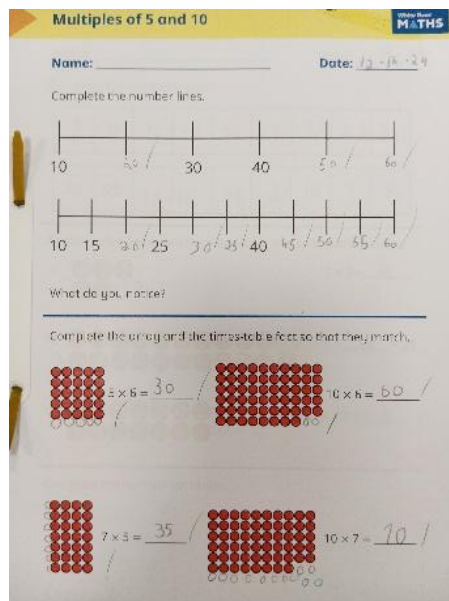 Multiples of 5 and 10
White Rose
MATHS
Name:
Date:
Complete the number lines.
10 20 30 40 50 60
10 15 20 25 30 35 40 45 50 55 60
What do you notice?
Complete the array and the times-table fact so that they match.
5 x 6 = 30
10 x 6 = 60
7 x 5 = 35
10 x 7 = 70